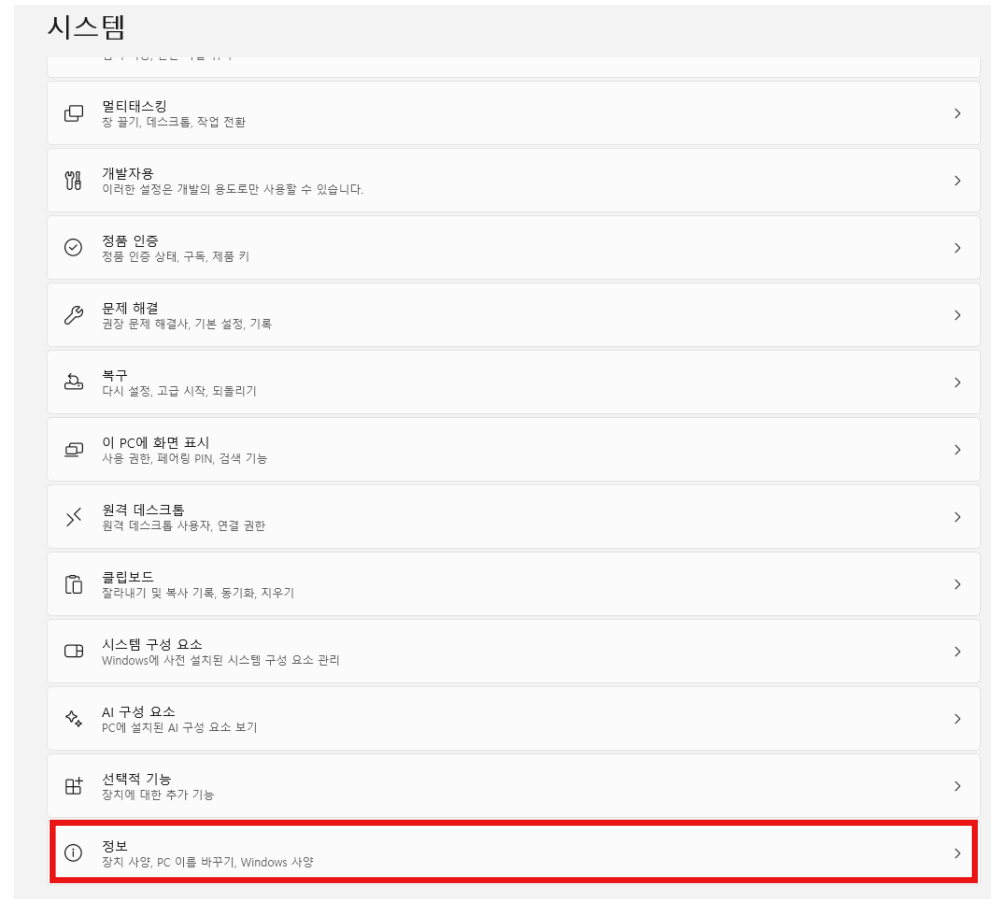 시스템
멀티태스킹
창 끌기, 데스크톱, 작업 전환
개발자용
이러한 설정은 개발의 용도로만 사용할 수 있습니다.
정품 인증
정품 인증 상태, 구독, 제품 키
문제 해결
권장 문제 해결사, 기본 설정, 기록
복구
다시 설정, 고급 시작, 되돌리기
이 PC에 화면 표시
사용 권한, 페어링 PIN, 검색 기능
원격 데스크톱
원격 데스크톱 사용자, 연결 권한
클립보드
잘라내기 및 복사 기록, 동기화, 지우기
시스템 구성 요소
Windows에 사전 설치된 시스템 구성 요소 관리
AI 구성 요소
PC에 설치된 AI 구성 요소 보기
선택적 기능
장치에 대한 추가 기능
정보
장치 사양, PC 이름 바꾸기, Windows 사양